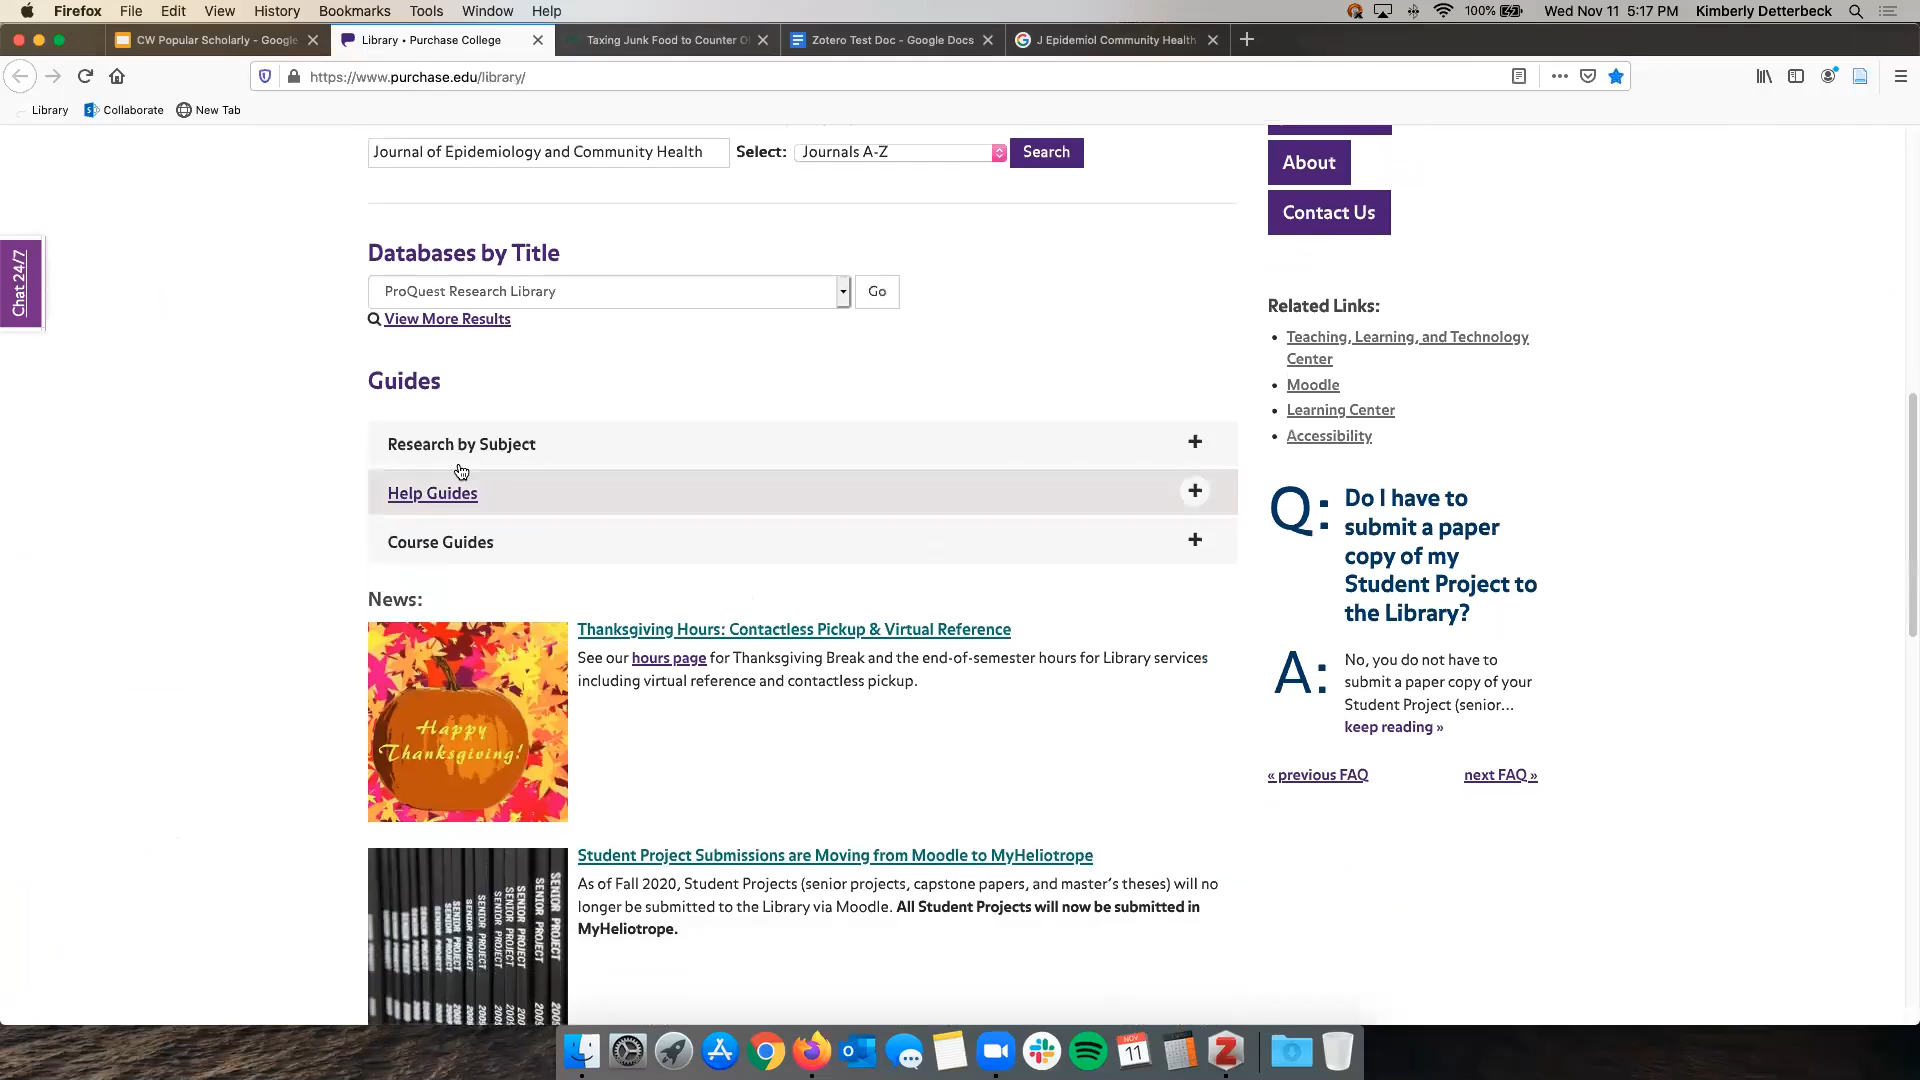 Firefox File Edit View History Bookmarks Tools Window Help 100% Wed Nov 11 5:17 PM Kimberly Detterbeck
CW Popular Scholarly - Google Library • Purchase College Taxing Junk Food to Counter O Zotero Test Doc - Google Docs J Epidemiol Community Health
https://www.purchase.edu/library/
Library Collaborate New Tab
Journal of Epidemiology and Community Health Select: Journals A-Z Search
About
Contact Us
Chat 24/7
Databases by Title
ProQuest Research Library Go
View More Results
Guides
Research by Subject
Help Guides
Course Guides
Related Links:
• Teaching, Learning, and Technology
Center
• Moodle
• Learning Center
• Accessibility
Q: Do I have to
submit a paper
copy of my
Student Project to
the Library?
A: No, you do not have to
submit a paper copy of your
Student Project (senior...
keep reading »
« previous FAQ next FAQ »
News:
Happy
Thanksgiving!
Thanksgiving Hours: Contactless Pickup & Virtual Reference
See our hours page for Thanksgiving Break and the end-of-semester hours for Library services
including virtual reference and contactless pickup.
SENIOR PROJECT
SENIOR PROJECT
SENIOR PROJECT
Student Project Submissions are Moving from Moodle to MyHeliotrope
As of Fall 2020, Student Projects (senior projects, capstone papers, and master's theses) will no
longer be submitted to the Library via Moodle. All Student Projects will now be submitted in
MyHeliotrope.
NOV
11
Z